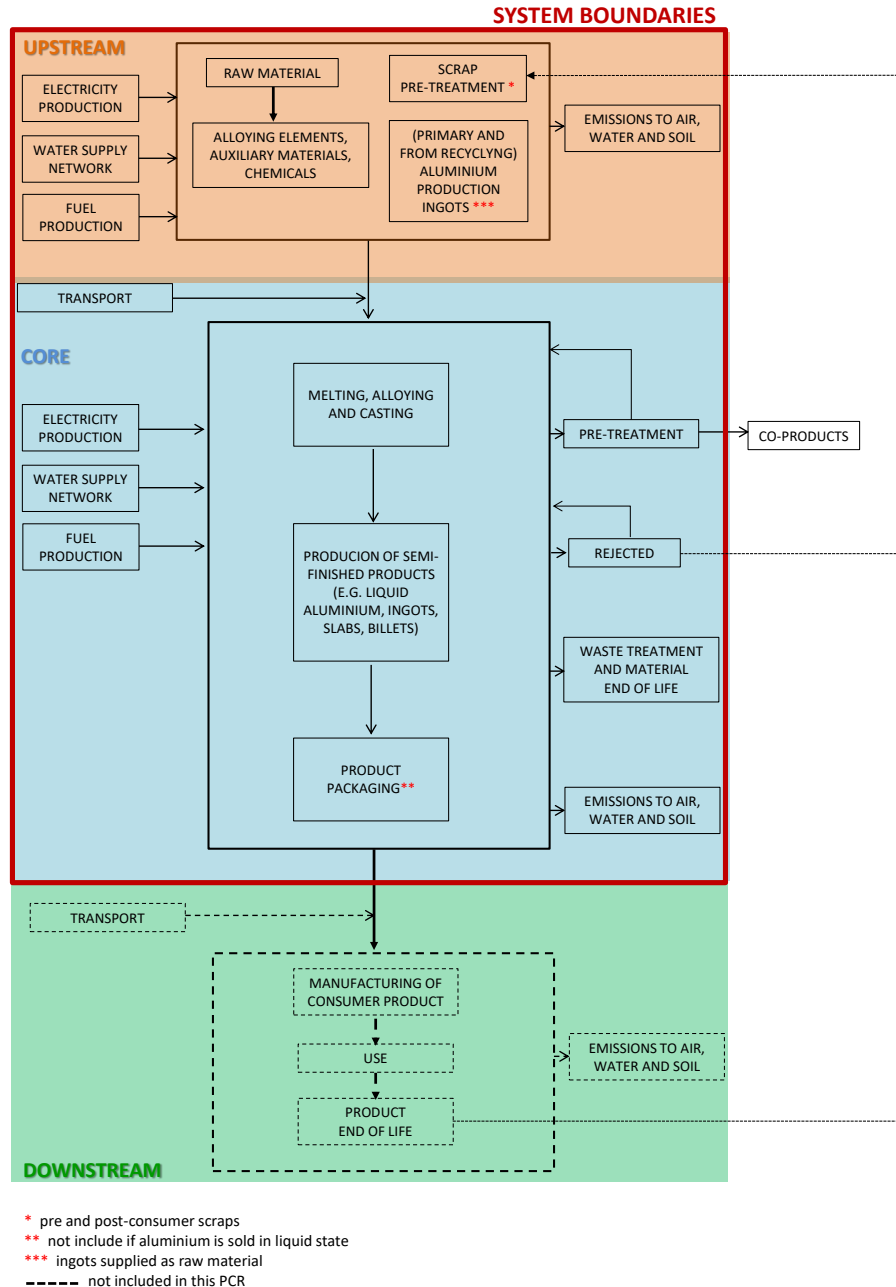 SYSTEM BOUNDARIES
UPSTREAM
ELECTRICITY
PRODUCTION
WATER SUPPLY
NETWORK
FUEL
PRODUCTION
RAW MATERIAL
ALLOYING ELEMENTS,
AUXILIARY MATERIALS,
CHEMICALS
SCRAP
PRE-TREATMENT *
(PRIMARY AND
FROM RECYCLYNG)
ALUMINIUM
PRODUCTION
INGOTS ***
EMISSIONS TO AIR,
WATER AND SOIL
TRANSPORT
CORE
ELECTRICITY
PRODUCTION
WATER SUPPLY
NETWORK
FUEL
PRODUCTION
MELTING, ALLOYING
AND CASTING
PRODUCION OF SEMI-
FINISHED PRODUCTS
(E.G. LIQUID
ALUMINIUM, INGOTS,
SLABS, BILLETS)
PRODUCT
PACKAGING**
PRE-TREATMENT
CO-PRODUCTS
REJECTED
WASTE TREATMENT
AND MATERIAL
END OF LIFE
EMISSIONS TO AIR,
WATER AND SOIL
TRANSPORT
MANUFACTURING OF
CONSUMER PRODUCT
USE
PRODUCT
END OF LIFE
EMISSIONS TO AIR,
WATER AND SOIL
DOWNSTREAM
* pre and post-consumer scraps
** not include if aluminium is sold in liquid state
*** ingots supplied as raw material
not included in this PCR